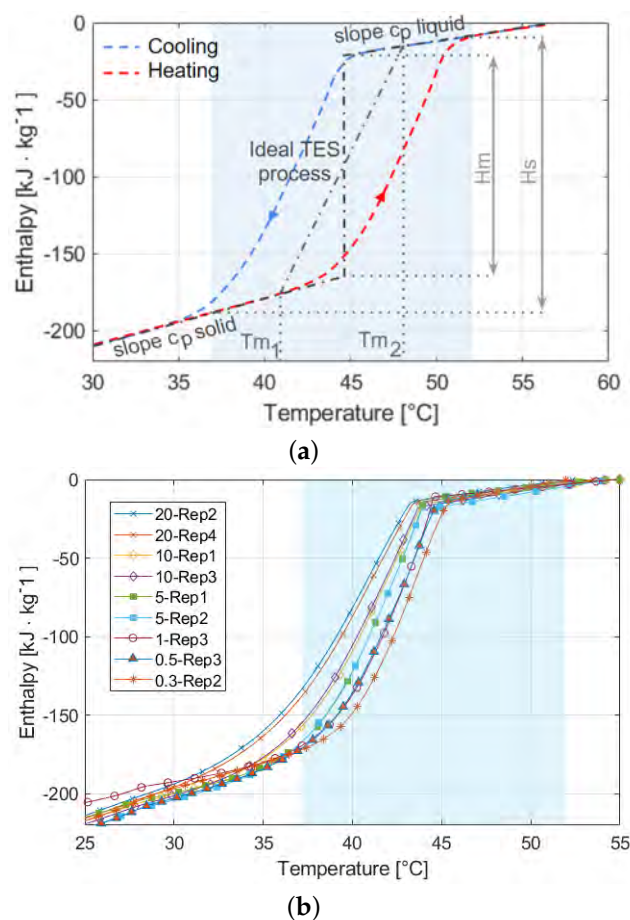 0
-50
-100
-150
-200
Enthalpy [kJ · kg⁻¹]
Cooling
Heating
slope cp liquid
Ideal TES
process
Hm
Hs
slope cp solid
Tm1
Tm2
30 35 40 45 50 55 60
Temperature [°C]
(a)
0
-50
-100
-150
-200
Enthalpy [kJ · kg⁻¹]
20-Rep2
20-Rep4
10-Rep1
10-Rep3
5-Rep1
5-Rep2
1-Rep3
0.5-Rep3
0.3-Rep2
25 30 35 40 45 50 55
Temperature [°C]
(b)